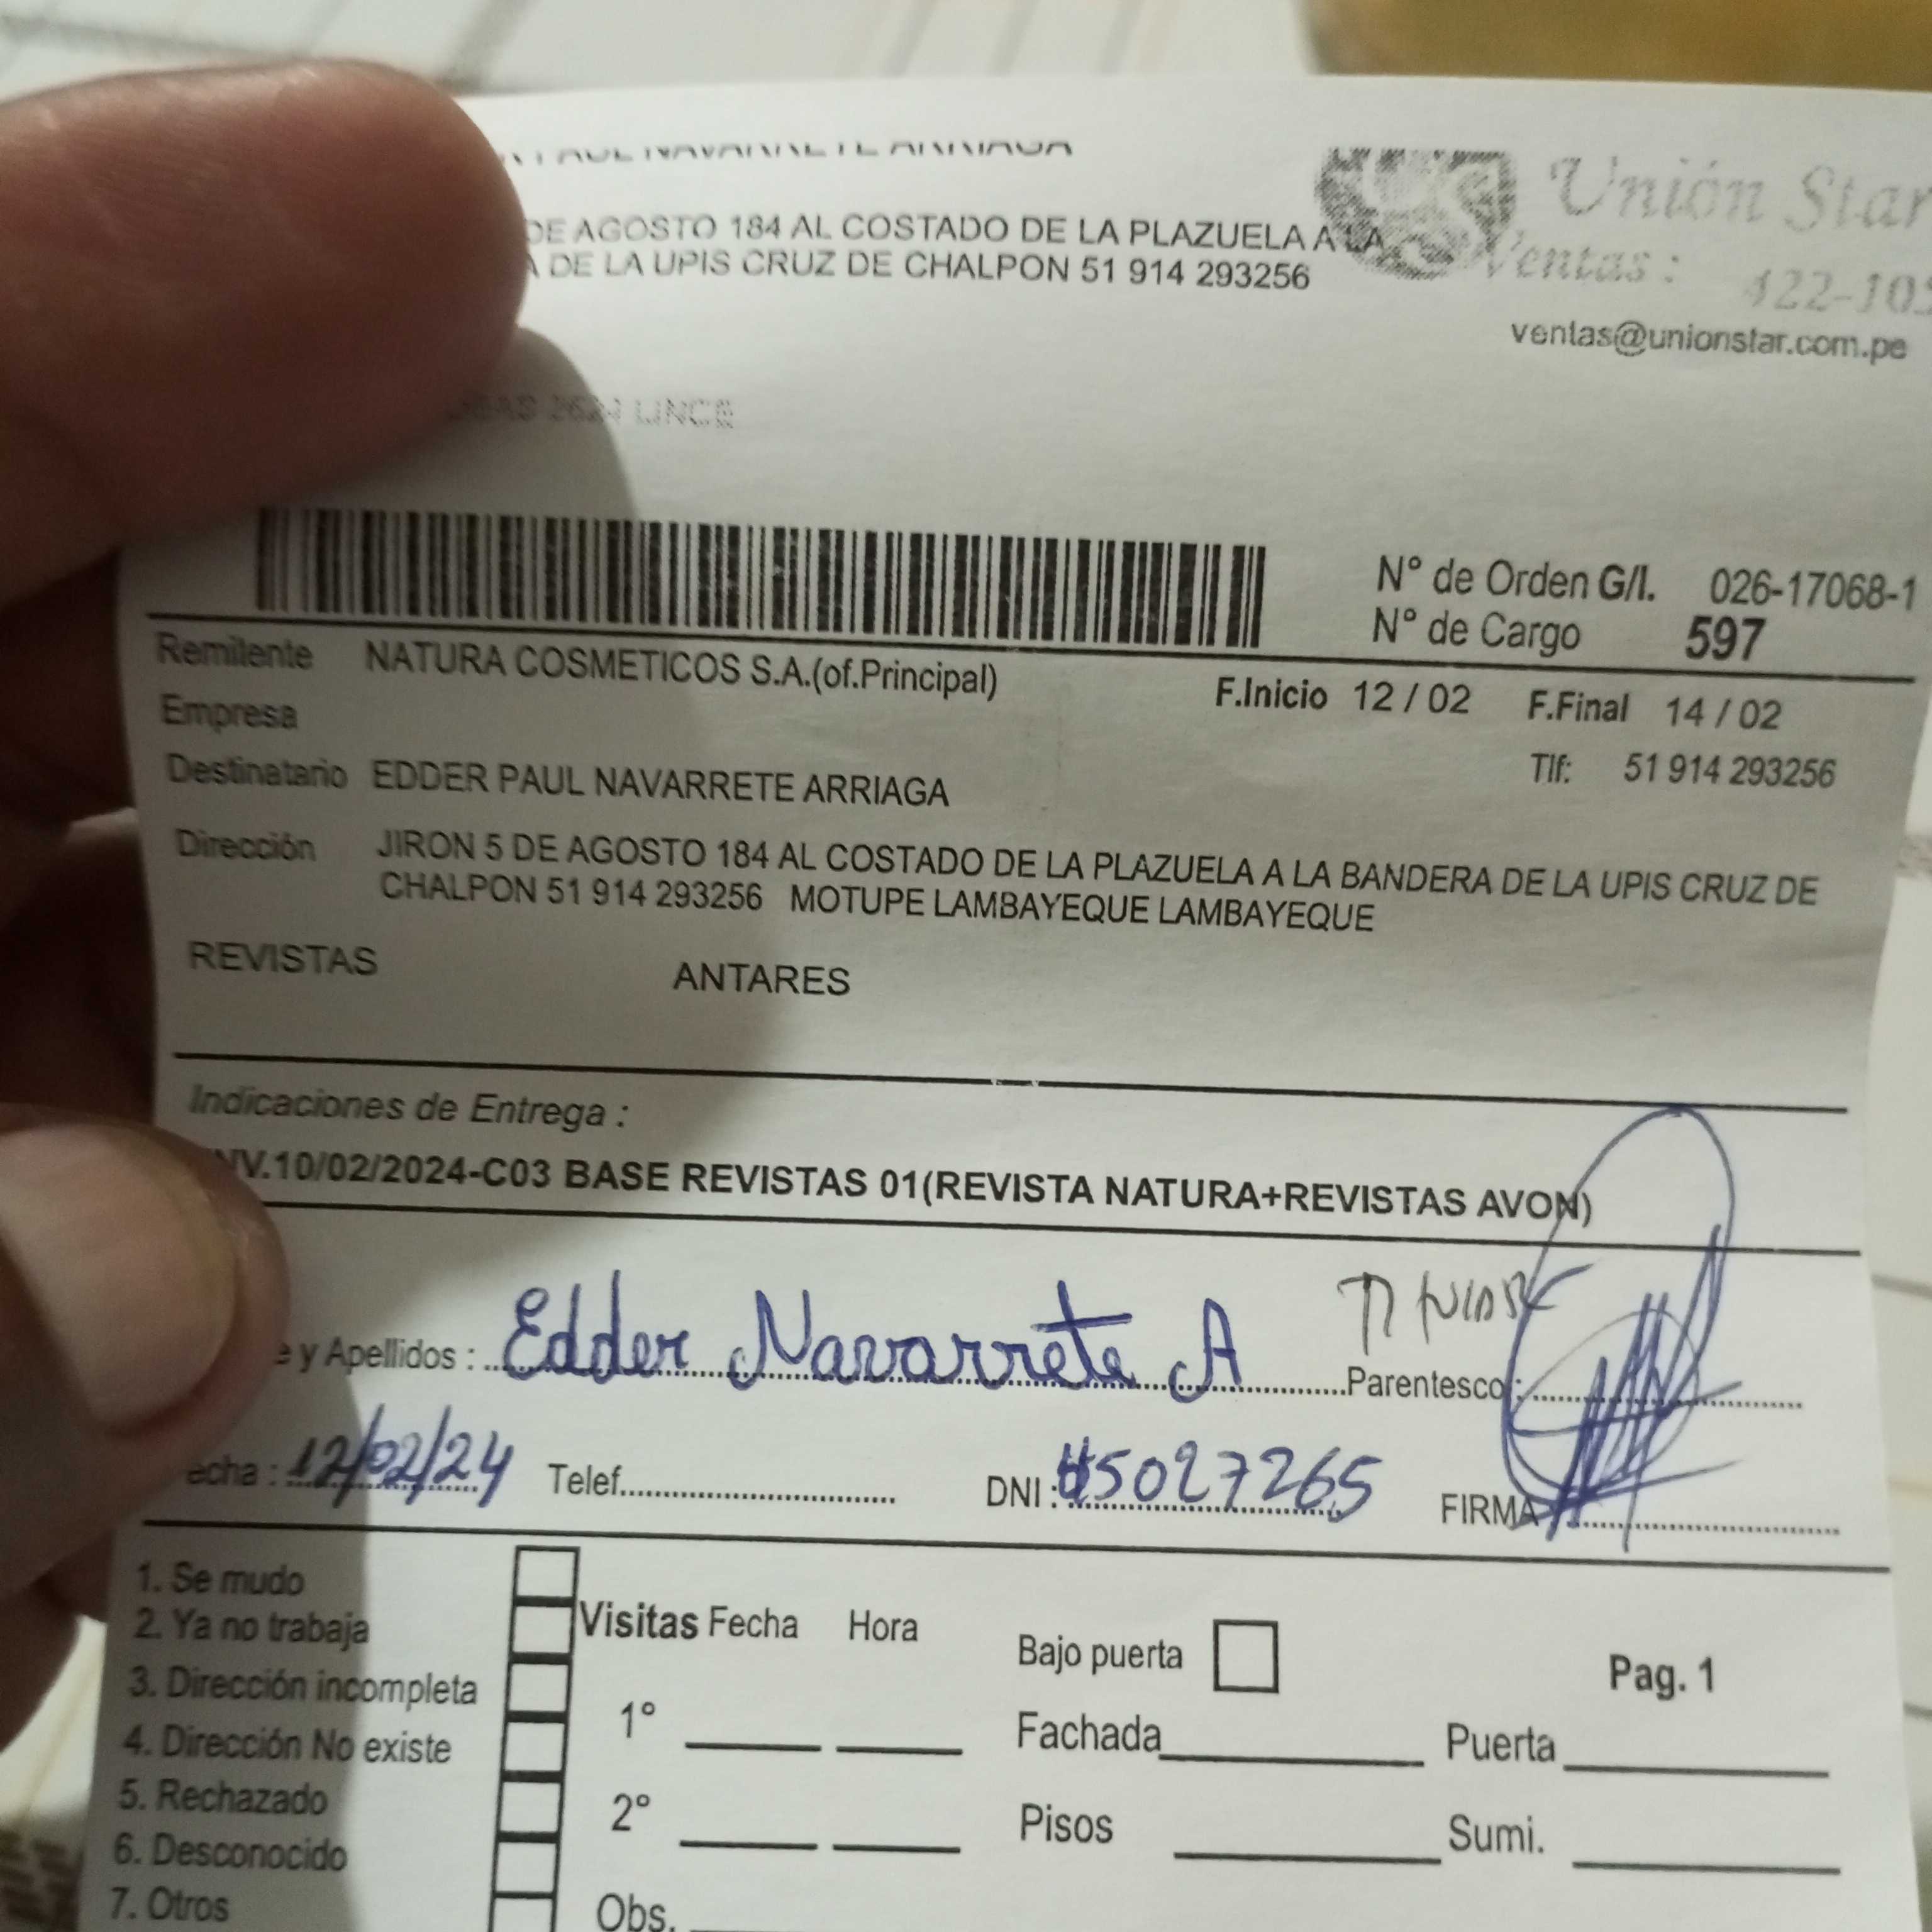 DE AGOSTO 184 AL COSTADO DE LA PLAZUELA A LA
DE LA UPIS CRUZ DE CHALPON 51 914 293256
Unión Star
Ventas :
ventas@unionstar.com.pe
LINCE
N° de Orden G/I. 026-17068-1
N° de Cargo 597
Remitente NATURA COSMETICOS S.A.(of.Principal)
F.Inicio 12 / 02 F.Final 14 / 02
Empresa
Destinatario EDDER PAUL NAVARRETE ARRIAGA
Tlf: 51 914 293256
Dirección JIRON 5 DE AGOSTO 184 AL COSTADO DE LA PLAZUELA A LA BANDERA DE LA UPIS CRUZ DE
CHALPON 51 914 293256 MOTUPE LAMBAYEQUE LAMBAYEQUE
REVISTAS ANTARES
Indicaciones de Entrega :
NV.10/02/2024-C03 BASE REVISTAS 01(REVISTA NATURA+REVISTAS AVON)
e y Apellidos : Edder Navarrete A Parentesco :
echa : 12/02/24 Telef. DNI : 45027265 FIRMA
1. Se mudo
2. Ya no trabaja
3. Dirección incompleta
4. Dirección No existe
5. Rechazado
6. Desconocido
7. Otros
Visitas Fecha Hora
1°
2°
Obs.
Bajo puerta
Pag. 1
Fachada Puerta
Pisos Sumi.